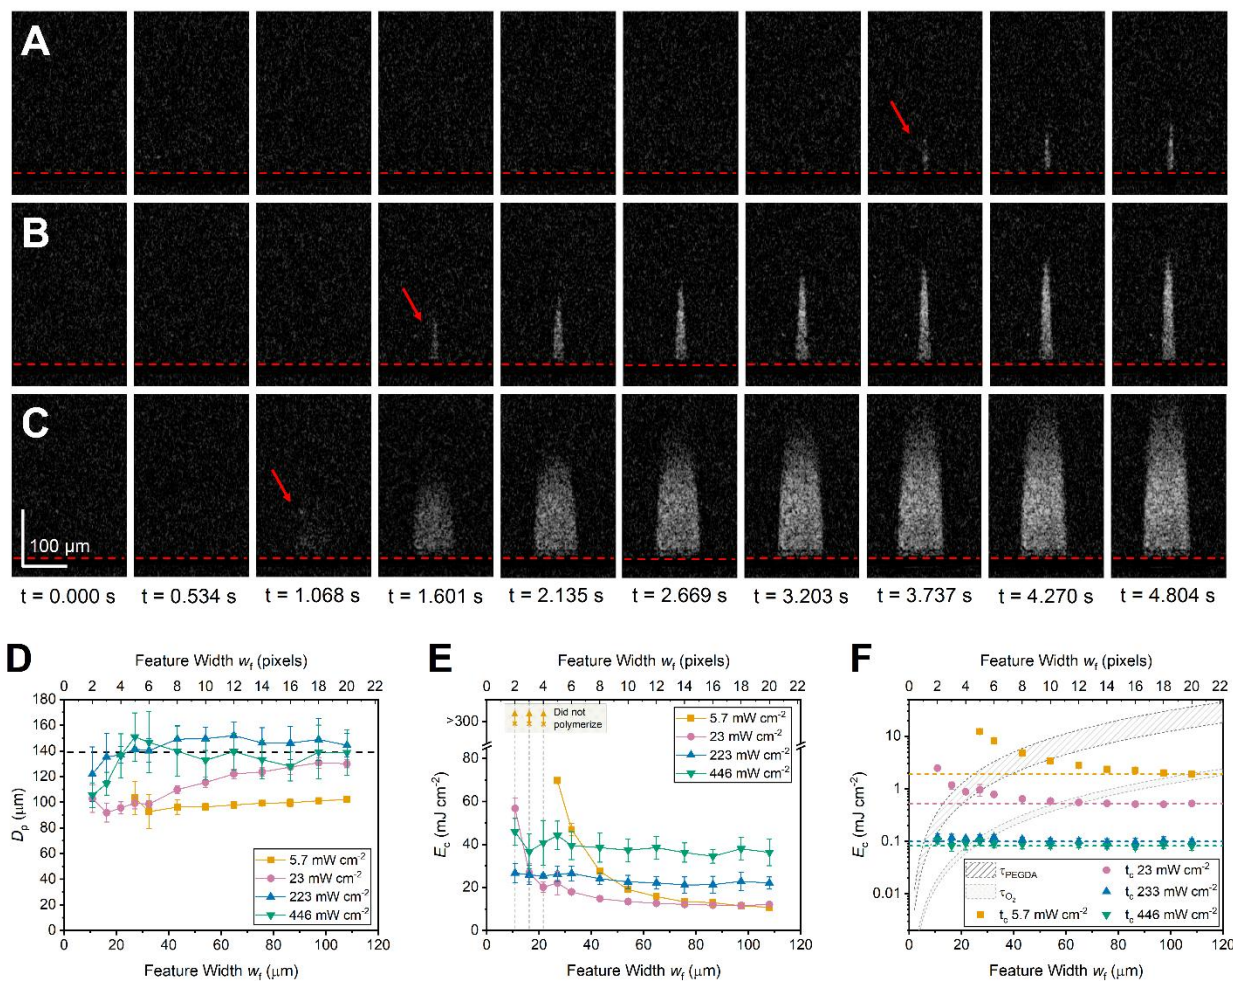 A
B
C
100 µm
t = 0.000 s t = 0.534 s t = 1.068 s t = 1.601 s t = 2.135 s t = 2.669 s t = 3.203 s t = 3.737 s t = 4.270 s t = 4.804 s
D
Feature Width wf (pixels)
0 2 4 6 8 10 12 14 16 18 20 22
180
160
140
120
100
80
60
40
20
0
Dp (µm)
5.7 mW cm-2
23 mW cm-2
223 mW cm-2
446 mW cm-2
0 20 40 60 80 100 120
Feature Width wf (µm)
E
Feature Width wf (pixels)
0 2 4 6 8 10 12 14 16 18 20 22
>300
80
60
40
20
0
Ec (mJ cm-2)
Did not
polymerize
5.7 mW cm-2
23 mW cm-2
223 mW cm-2
446 mW cm-2
0 20 40 60 80 100 120
Feature Width wf (µm)
F
Feature Width wf (pixels)
0 2 4 6 8 10 12 14 16 18 20 22
10
1
0.1
0.01
Ec (mJ cm-2)
τPEGDA
τO2
tc 5.7 mW cm-2
tc 23 mW cm-2
tc 233 mW cm-2
tc 446 mW cm-2
0 20 40 60 80 100 120
Feature Width wf (µm)